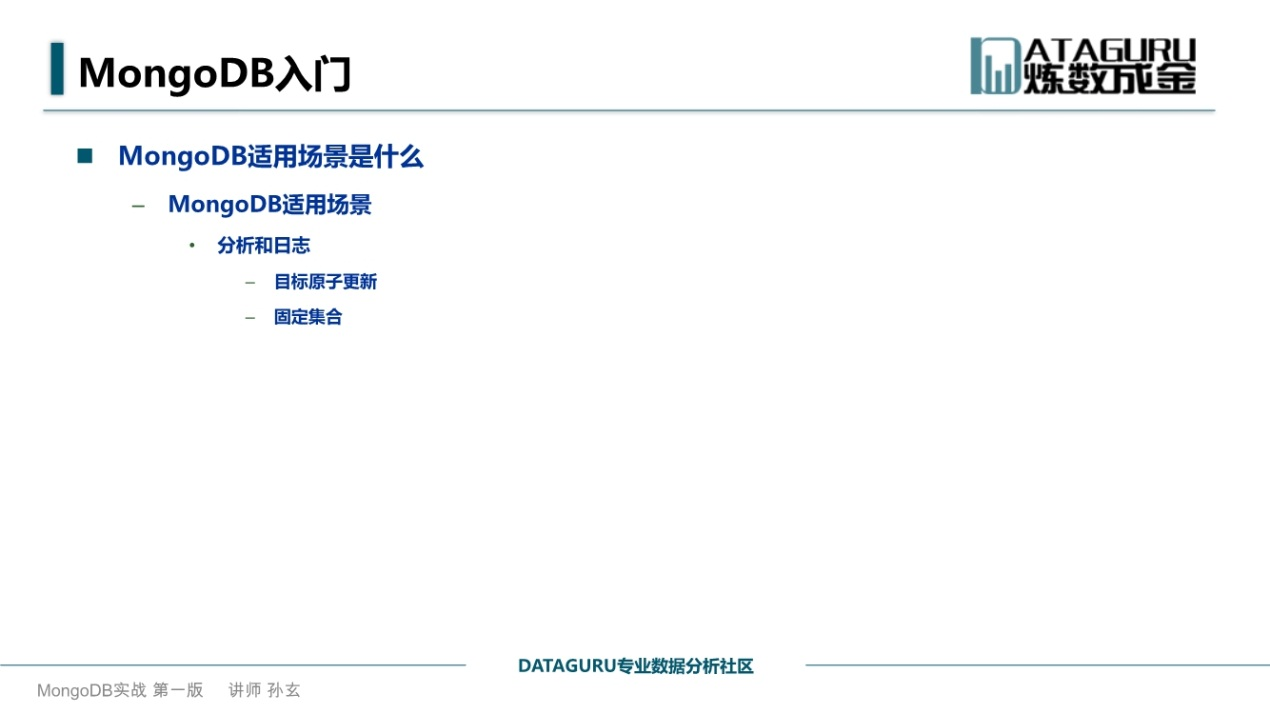 MongoDB入门
DATAGURU
炼数成金
■ MongoDB适用场景是什么
– MongoDB适用场景
• 分析和日志
– 目标原子更新
– 固定集合
DATAGURU专业数据分析社区
MongoDB实战 第一版 讲师 孙玄